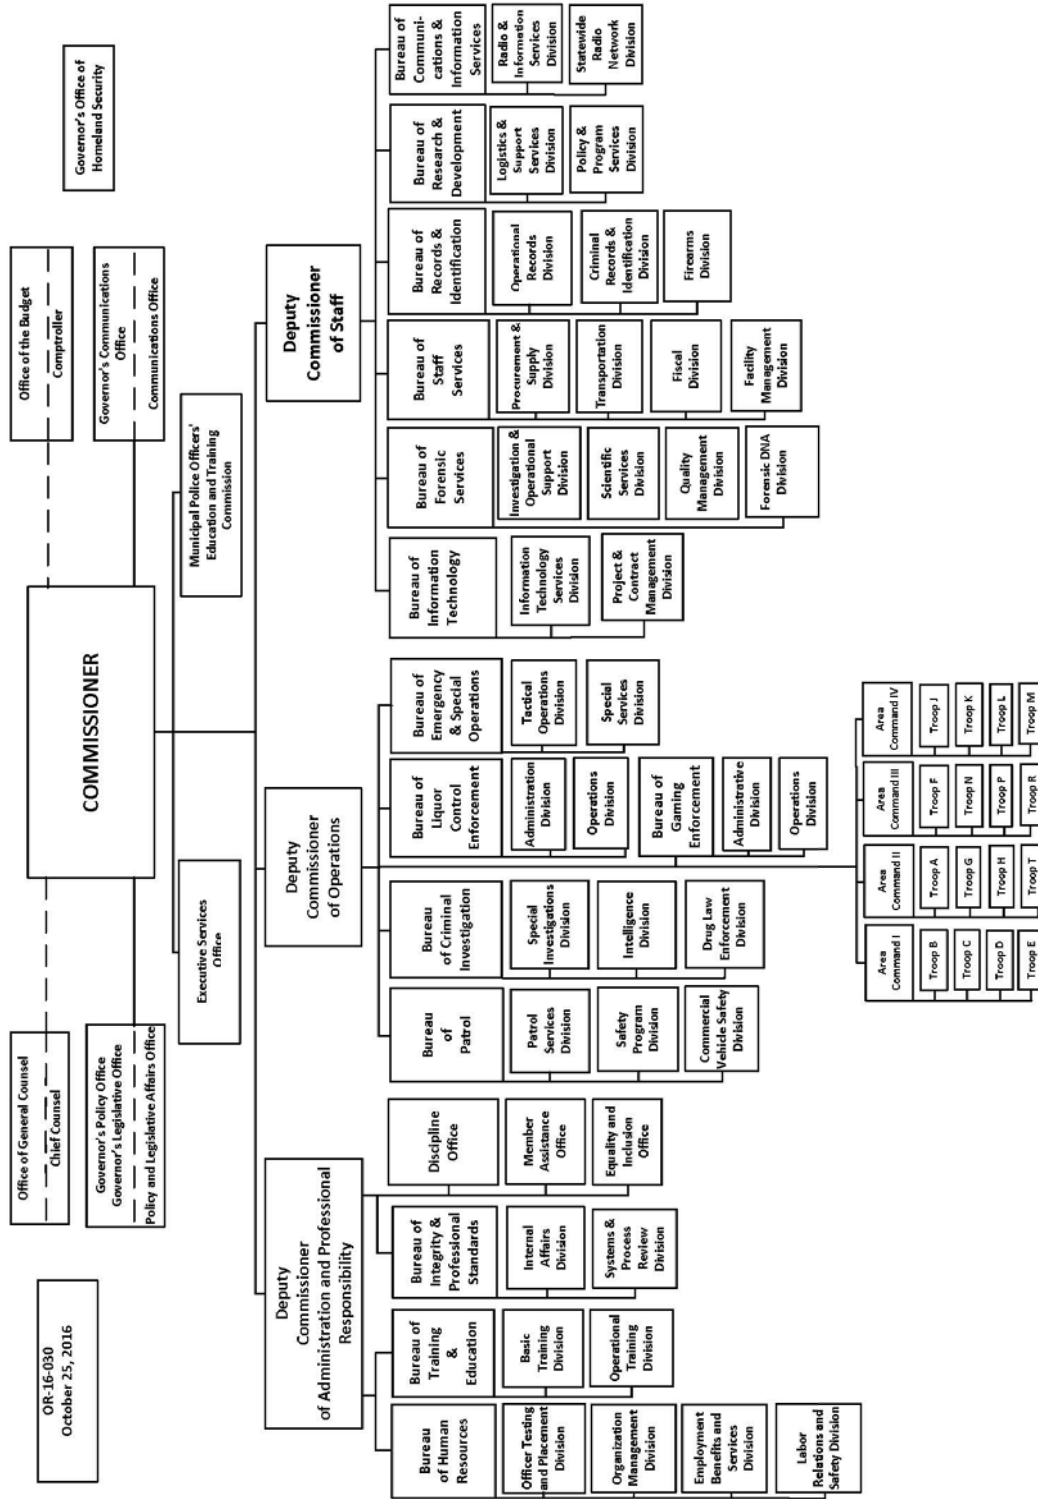 OR-16-030
October 25, 2016
Office of General Counsel
Chief Counsel
Governor's Policy Office
Governor's Legislative Office
Policy and Legislative Affairs Office
COMMISSIONER
Office of the Budget
Comptroller
Governor's Communications
Office
Communications Office
Governor's Office of
Homeland Security
Executive Services
Office
Municipal Police Officers'
Education and Training
Commission
Deputy
Commissioner
of Administration and Professional
Responsibility
Bureau
of Human
Resources
Officer Testing
and Placement
Division
Organization
Management
Division
Employment
Benefits and
Services
Division
Labor
Relations and
Safety Division
Bureau of
Training
&
Education
Basic
Training
Division
Operational
Training
Division
Bureau of
Integrity &
Professional
Standards
Internal
Affairs
Division
Systems &
Process
Review
Division
Discipline
Office
Member
Assistance
Office
Equality and
Inclusion
Office
Deputy
Commissioner
of Operations
Bureau
of
Patrol
Patrol
Services
Division
Safety
Program
Division
Commercial
Vehicle Safety
Division
Bureau
of Criminal
Investigation
Special
Investigations
Division
Intelligence
Division
Drug Law
Enforcement
Division
Bureau of
Liquor
Control
Enforcement
Administration
Division
Operations
Division
Bureau of
Gaming
Enforcement
Administrative
Division
Operations
Division
Bureau of
Emergency
& Special
Operations
Tactical
Operations
Division
Special
Services
Division
Area
Command I
Troop B
Troop C
Troop D
Troop E
Area
Command II
Troop A
Troop G
Troop H
Troop T
Area
Command III
Troop F
Troop N
Troop P
Troop R
Area
Command IV
Troop J
Troop K
Troop L
Troop M
Deputy
Commissioner
of Staff
Bureau of
Information
Technology
Information
Technology
Services
Division
Project &
Contract
Management
Division
Bureau of
Forensic
Services
Investigation &
Operational
Support
Division
Scientific
Services
Division
Quality
Management
Division
Forensic DNA
Division
Bureau of
Staff
Services
Procurement &
Supply
Division
Transportation
Division
Fiscal
Division
Facility
Management
Division
Bureau of
Records &
Identification
Operational
Records
Division
Criminal
Records &
Identification
Division
Firearms
Division
Bureau of
Research &
Development
Logistics &
Support
Services
Division
Policy &
Program
Services
Division
Bureau of
Communi-
cations &
Information
Services
Radio &
Information
Services
Division
Statewide
Radio
Network
Division